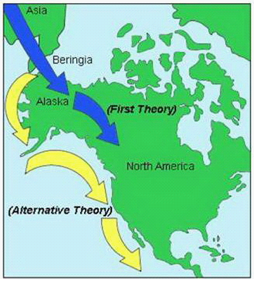 Asia
Beringia
Alaska
(First Theory)
North America
(Alternative Theory)